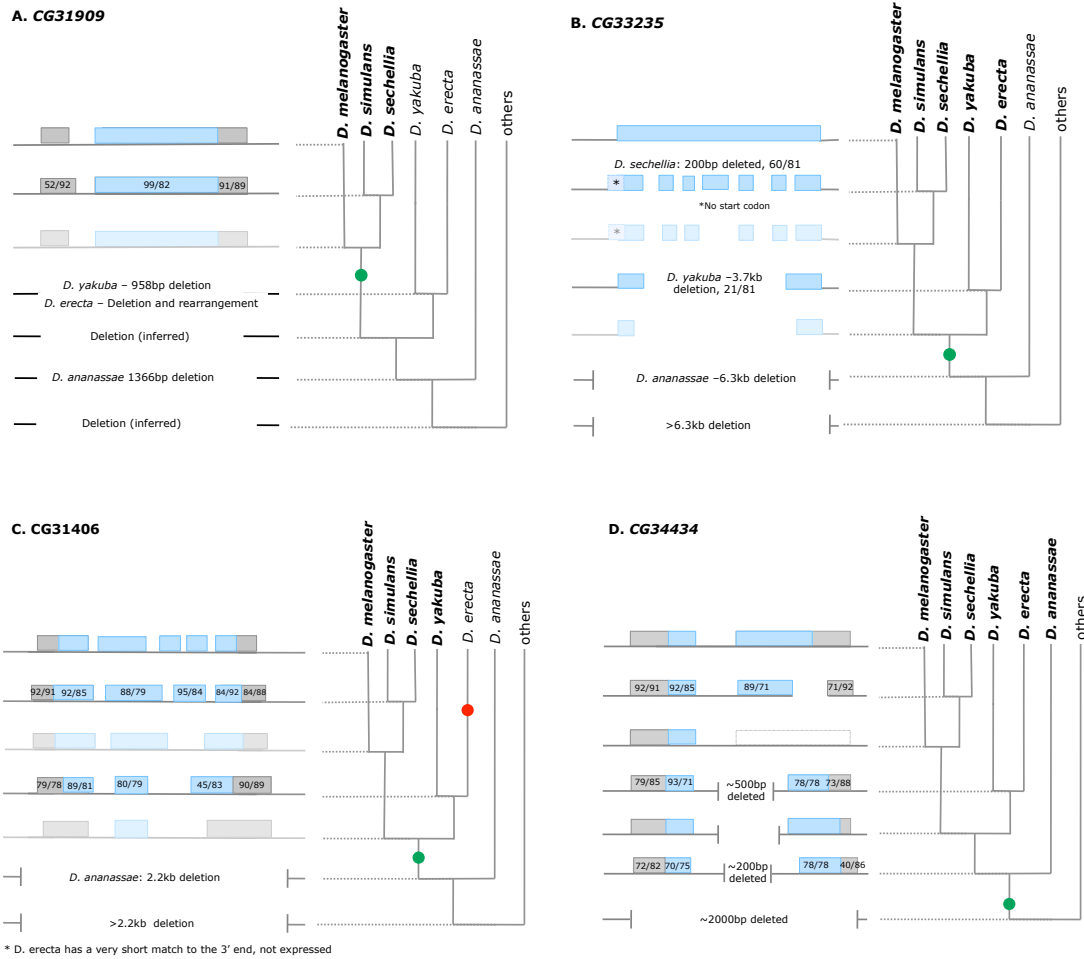 A. CG31909
D. melanogaster
D. simulans
D. sechellia
D. yakuba
D. erecta
D. ananassae
others
52/92
99/82
91/89
D. yakuba – 958bp deletion
D. erecta – Deletion and rearrangement
Deletion (inferred)
D. ananassae 1366bp deletion
Deletion (inferred)
B. CG33235
D. melanogaster
D. simulans
D. sechellia
D. yakuba
D. erecta
D. ananassae
others
D. sechellia: 200bp deleted, 60/81
*
*No start codon
*
D. yakuba –3.7kb
deletion, 21/81
D. ananassae –6.3kb deletion
>6.3kb deletion
C. CG31406
D. melanogaster
D. simulans
D. sechellia
D. yakuba
D. erecta
D. ananassae
others
92/91 92/85 88/79 95/84 84/92 84/88
79/78 89/81 80/79 45/83 90/89
D. ananassae: 2.2kb deletion
>2.2kb deletion
* D. erecta has a very short match to the 3' end, not expressed
D. CG34434
D. melanogaster
D. simulans
D. sechellia
D. yakuba
D. erecta
D. ananassae
others
92/91 92/85 89/71 71/92
79/85 93/71 ~500bp 78/78 73/88
deleted
72/82 70/75 ~200bp 78/78 40/86
deleted
~2000bp deleted